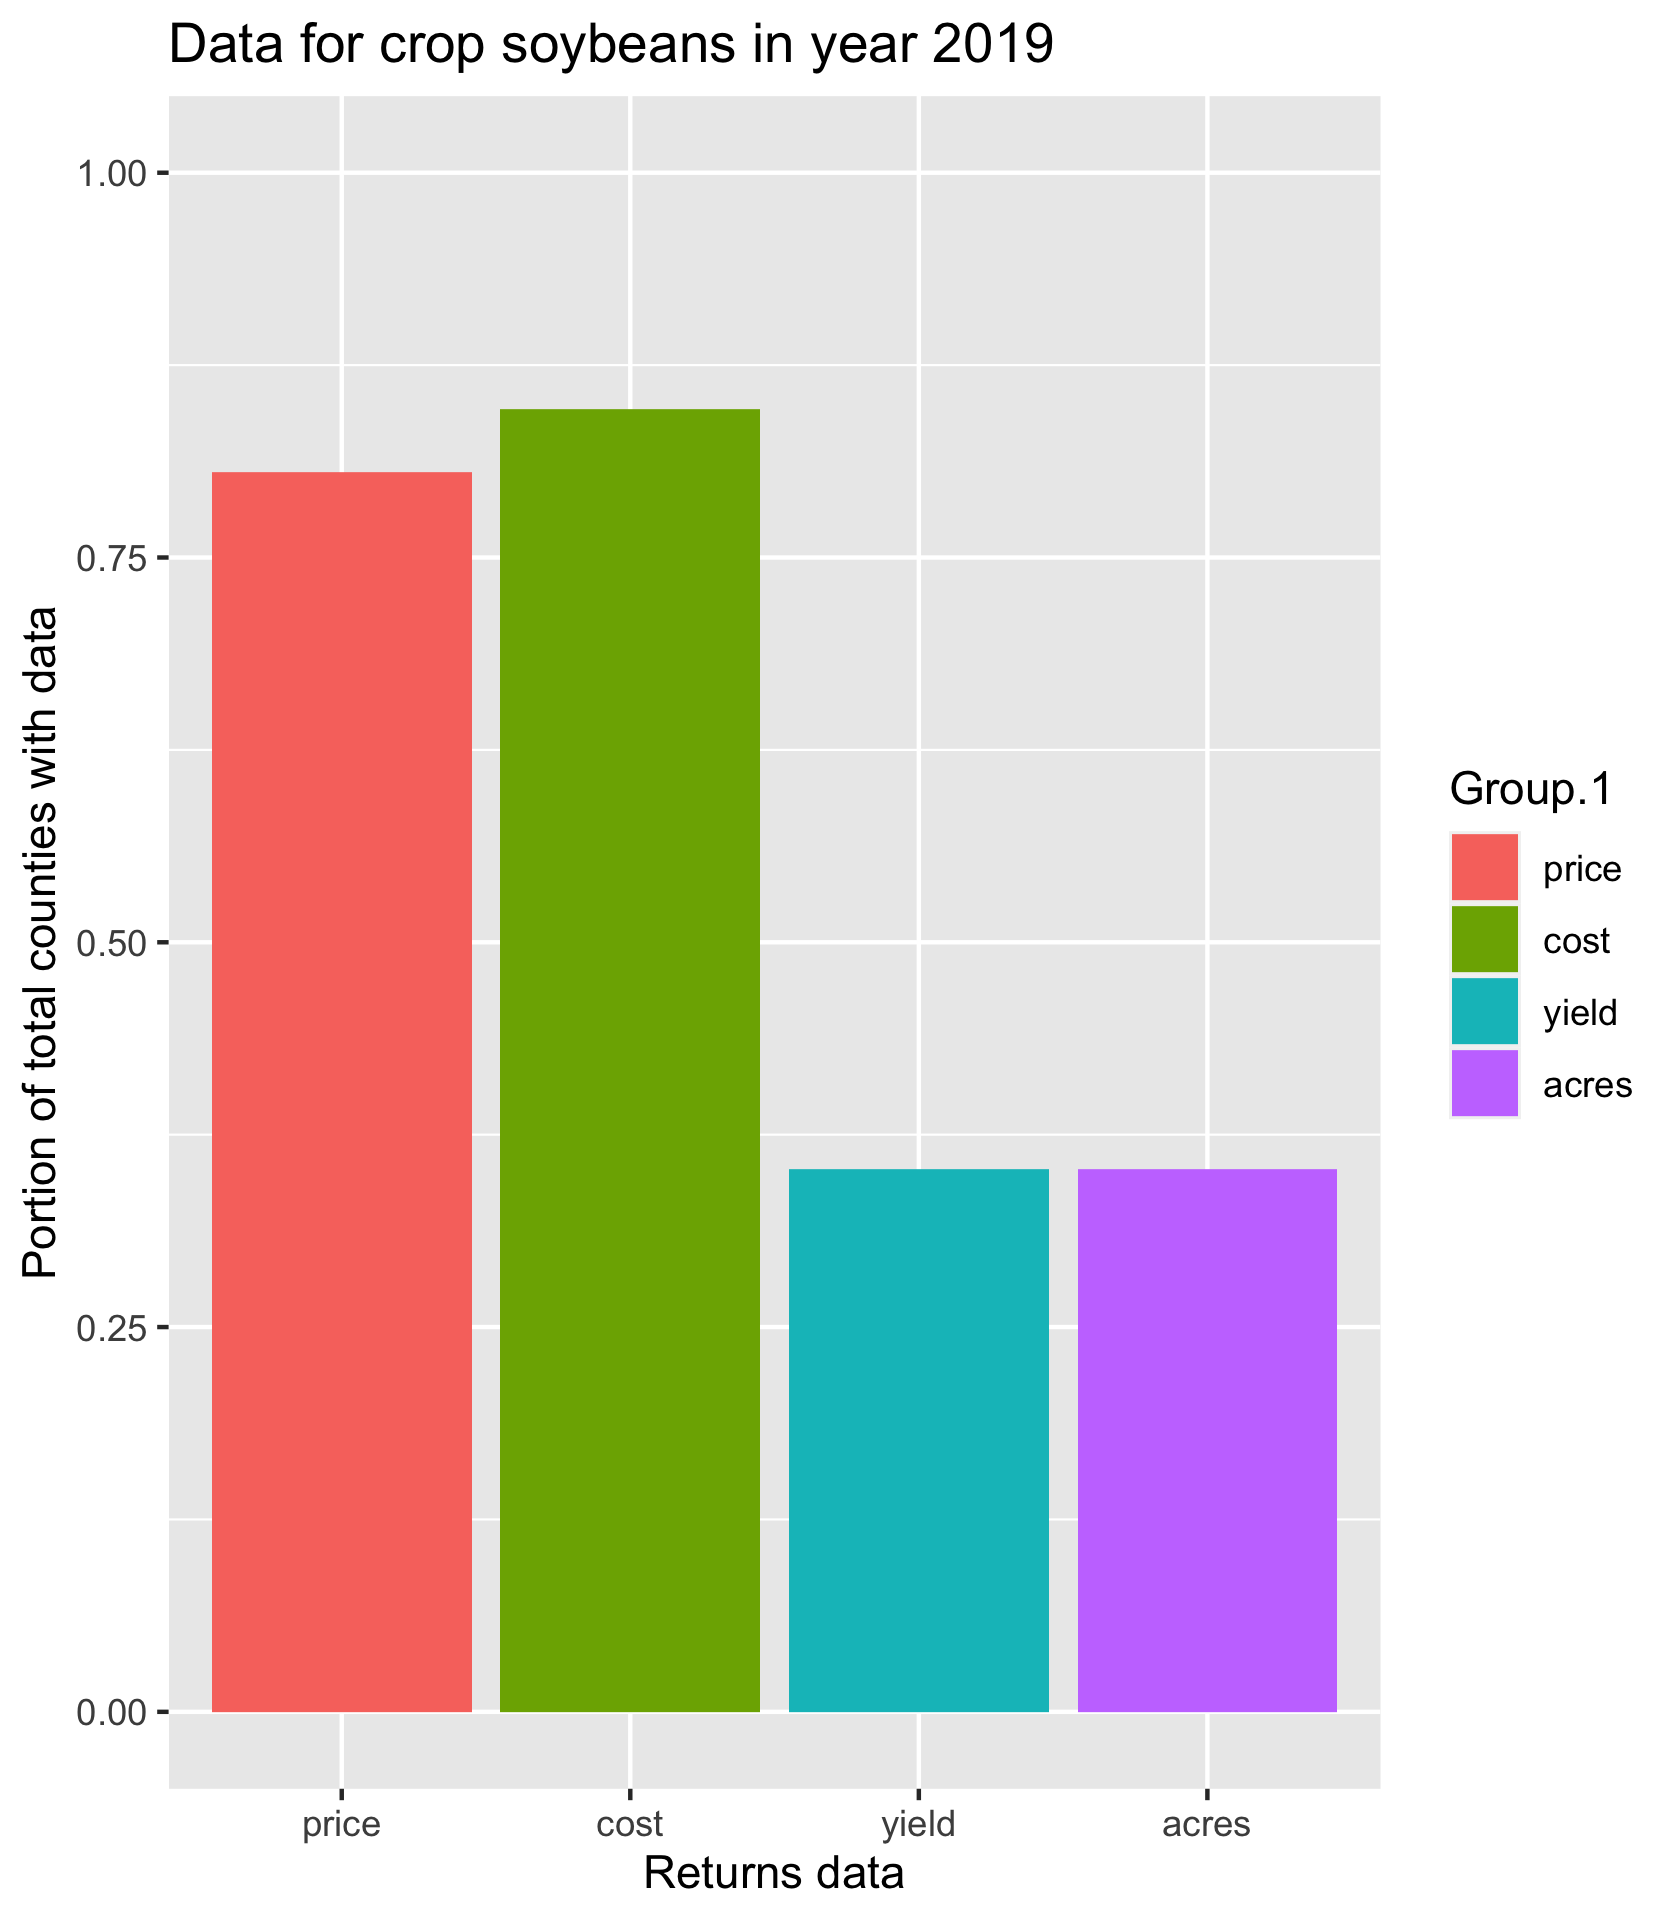 Data for crop soybeans in year 2019
Portion of total counties with data
1.00
0.75
0.50
0.25
0.00
price
cost
yield
acres
Returns data
Group.1
price
cost
yield
acres